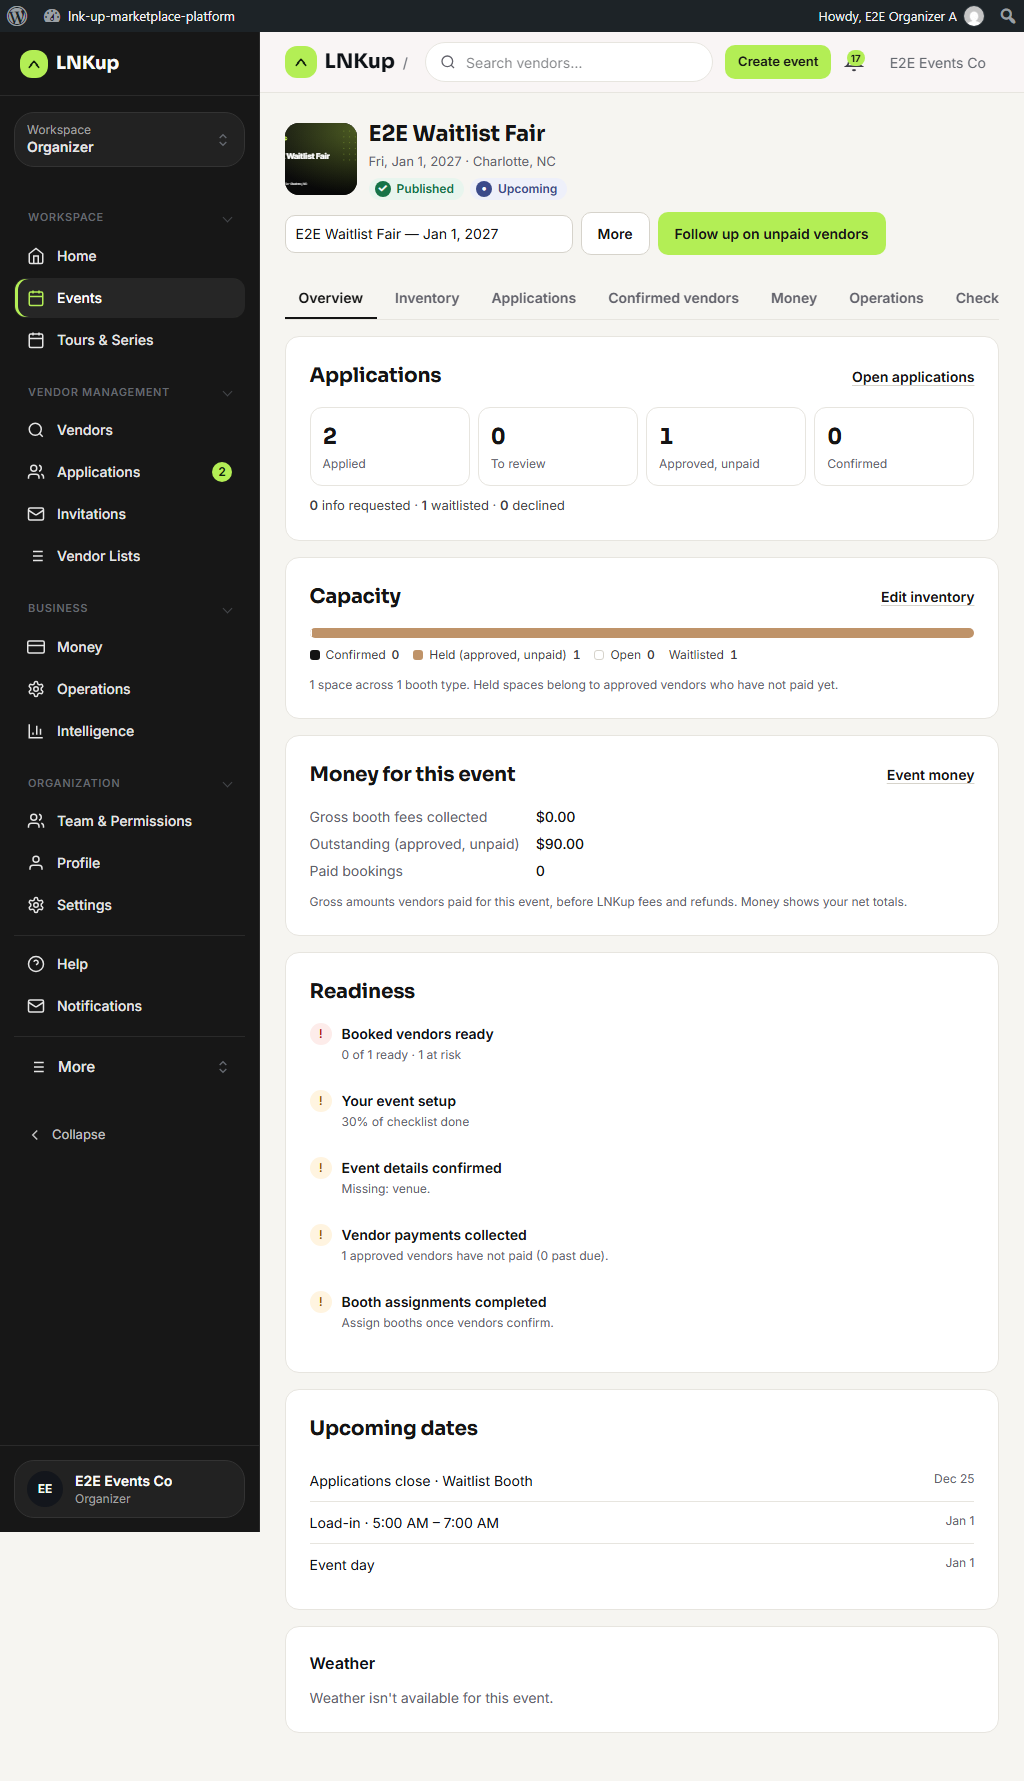 lnk-up-marketplace-platform
Howdy, E2E Organizer A
LNKup
Workspace
Organizer
WORKSPACE
Home
Events
Tours & Series
VENDOR MANAGEMENT
Vendors
Applications 2
Invitations
Vendor Lists
BUSINESS
Money
Operations
Intelligence
ORGANIZATION
Team & Permissions
Profile
Settings
Help
Notifications
More
Collapse
EE
E2E Events Co
Organizer
LNKup /
Search vendors...
Create event
17
E2E Events Co
Waitlist Fair
E2E Waitlist Fair
Fri, Jan 1, 2027 · Charlotte, NC
Published
Upcoming
E2E Waitlist Fair — Jan 1, 2027
More
Follow up on unpaid vendors
Overview Inventory Applications Confirmed vendors Money Operations Check
Applications
Open applications
2
Applied
0
To review
1
Approved, unpaid
0
Confirmed
0 info requested · 1 waitlisted · 0 declined
Capacity
Edit inventory
Confirmed 0 Held (approved, unpaid) 1 Open 0 Waitlisted 1
1 space across 1 booth type. Held spaces belong to approved vendors who have not paid yet.
Money for this event
Event money
Gross booth fees collected $0.00
Outstanding (approved, unpaid) $90.00
Paid bookings 0
Gross amounts vendors paid for this event, before LNKup fees and refunds. Money shows your net totals.
Readiness
! Booked vendors ready
0 of 1 ready · 1 at risk
! Your event setup
30% of checklist done
! Event details confirmed
Missing: venue.
! Vendor payments collected
1 approved vendors have not paid (0 past due).
! Booth assignments completed
Assign booths once vendors confirm.
Upcoming dates
Applications close · Waitlist Booth Dec 25
Load-in · 5:00 AM – 7:00 AM Jan 1
Event day Jan 1
Weather
Weather isn't available for this event.